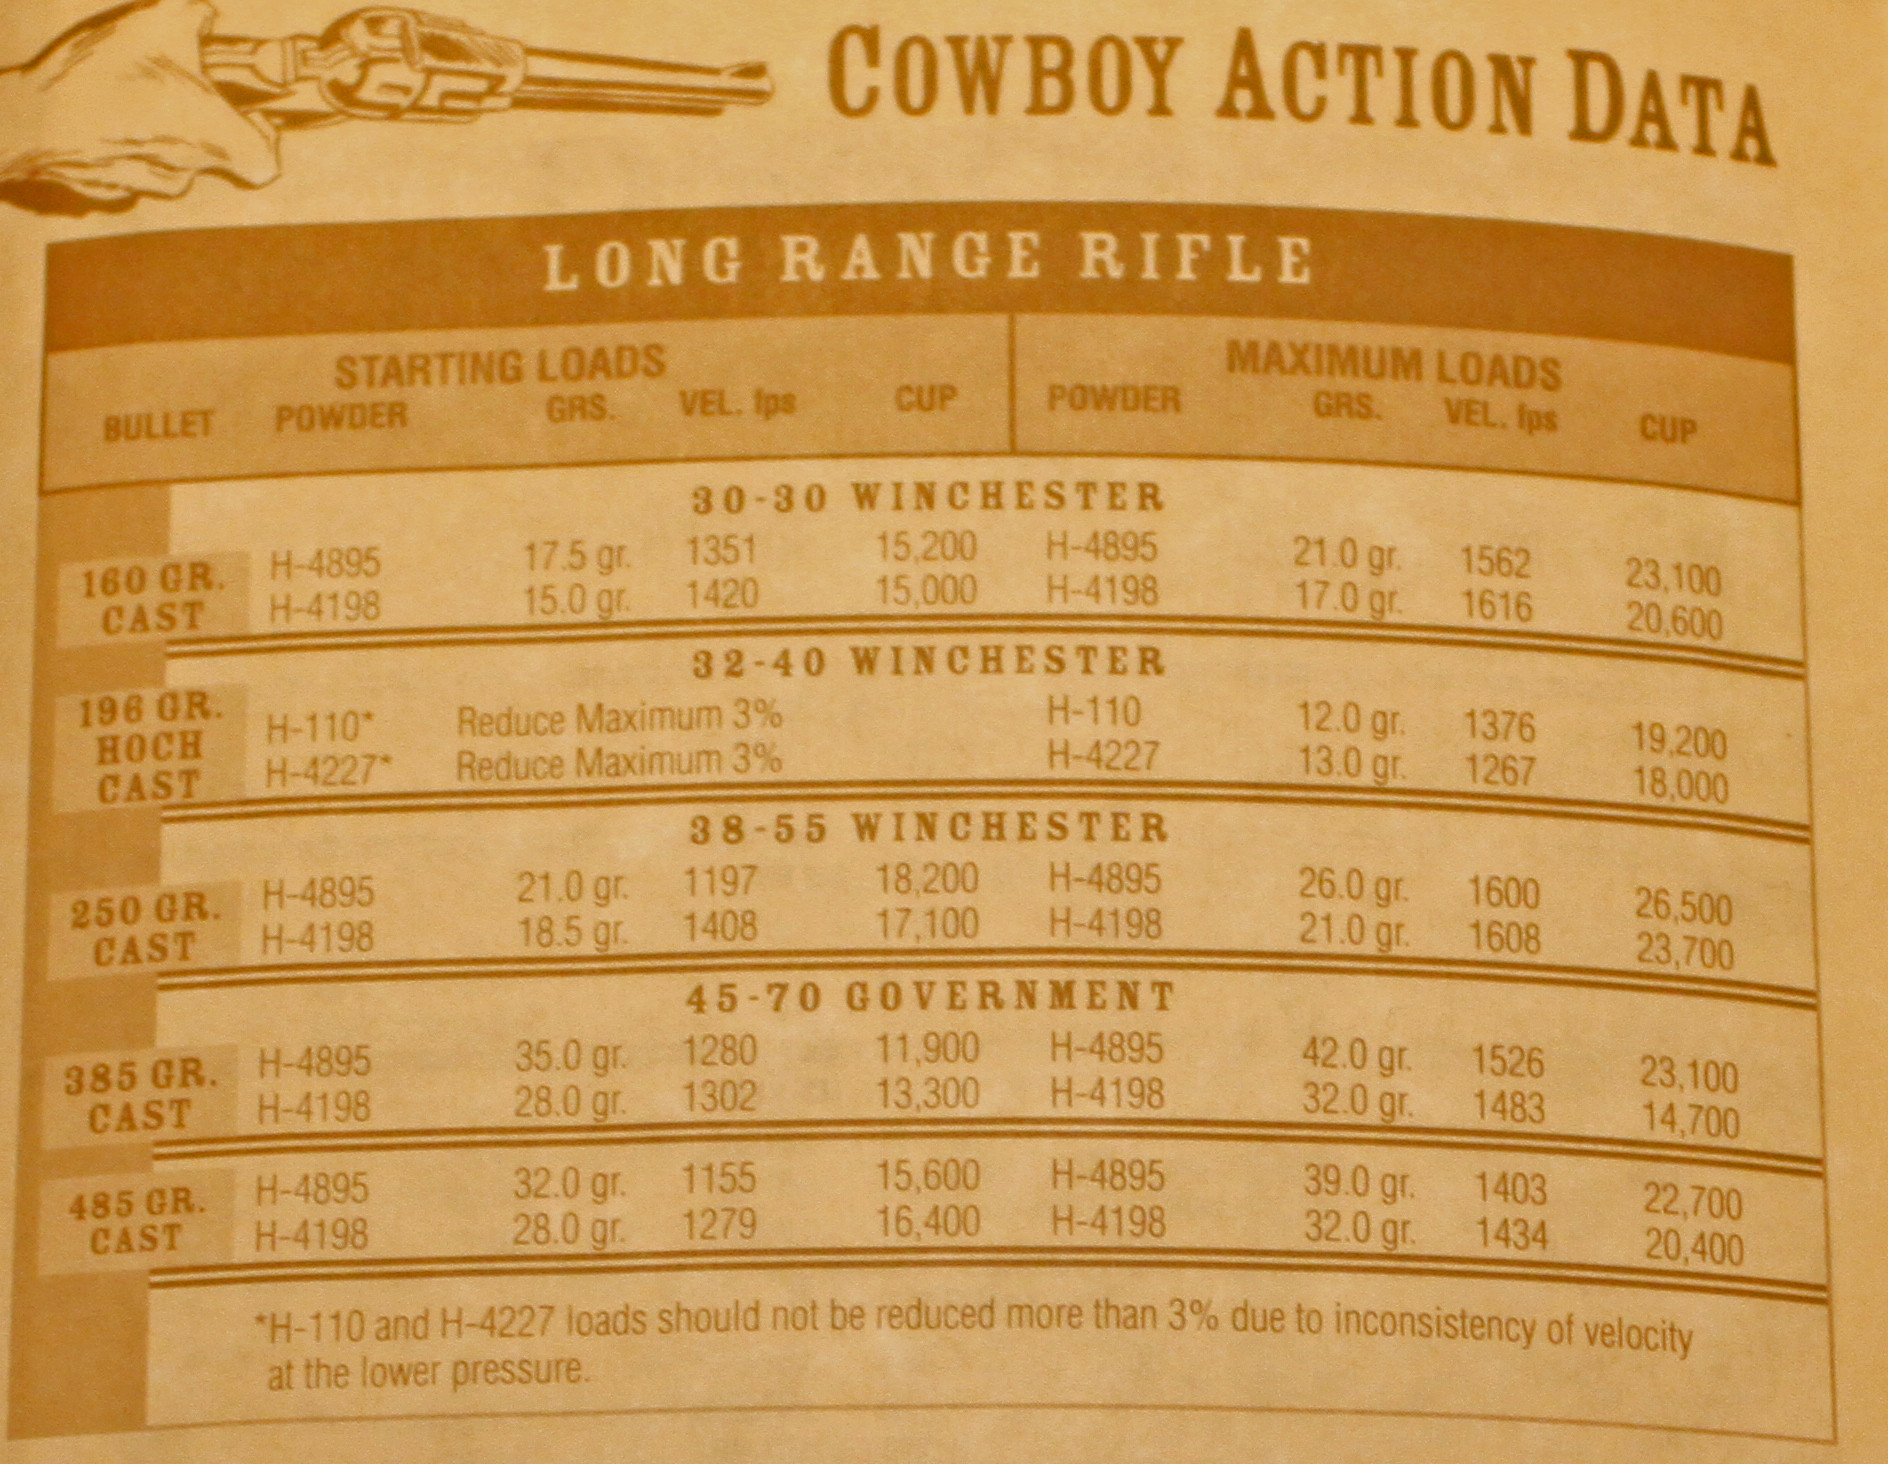 COWBOY ACTION DATA
LONG RANGE RIFLE
STARTING LOADS MAXIMUM LOADS
BULLET POWDER GRS. VEL. fps CUP POWDER GRS. VEL. fps CUP
30-30 WINCHESTER
160 GR. CAST H-4895 17.5 gr. 1351 15,200 H-4895 21.0 gr. 1562 23,100
H-4198 15.0 gr. 1420 15,000 H-4198 17.0 gr. 1616 20,600
32-40 WINCHESTER
196 GR. HOCH CAST H-110* Reduce Maximum 3% H-110 12.0 gr. 1376 19,200
H-4227* Reduce Maximum 3% H-4227 13.0 gr. 1267 18,000
38-55 WINCHESTER
250 GR. CAST H-4895 21.0 gr. 1197 18,200 H-4895 26.0 gr. 1600 26,500
H-4198 18.5 gr. 1408 17,100 H-4198 21.0 gr. 1608 23,700
45-70 GOVERNMENT
385 GR. CAST H-4895 35.0 gr. 1280 11,900 H-4895 42.0 gr. 1526 23,100
H-4198 28.0 gr. 1302 13,300 H-4198 32.0 gr. 1483 14,700
485 GR. CAST H-4895 32.0 gr. 1155 15,600 H-4895 39.0 gr. 1403 22,700
H-4198 28.0 gr. 1279 16,400 H-4198 32.0 gr. 1434 20,400
*H-110 and H-4227 loads should not be reduced more than 3% due to inconsistency of velocity
at the lower pressure.